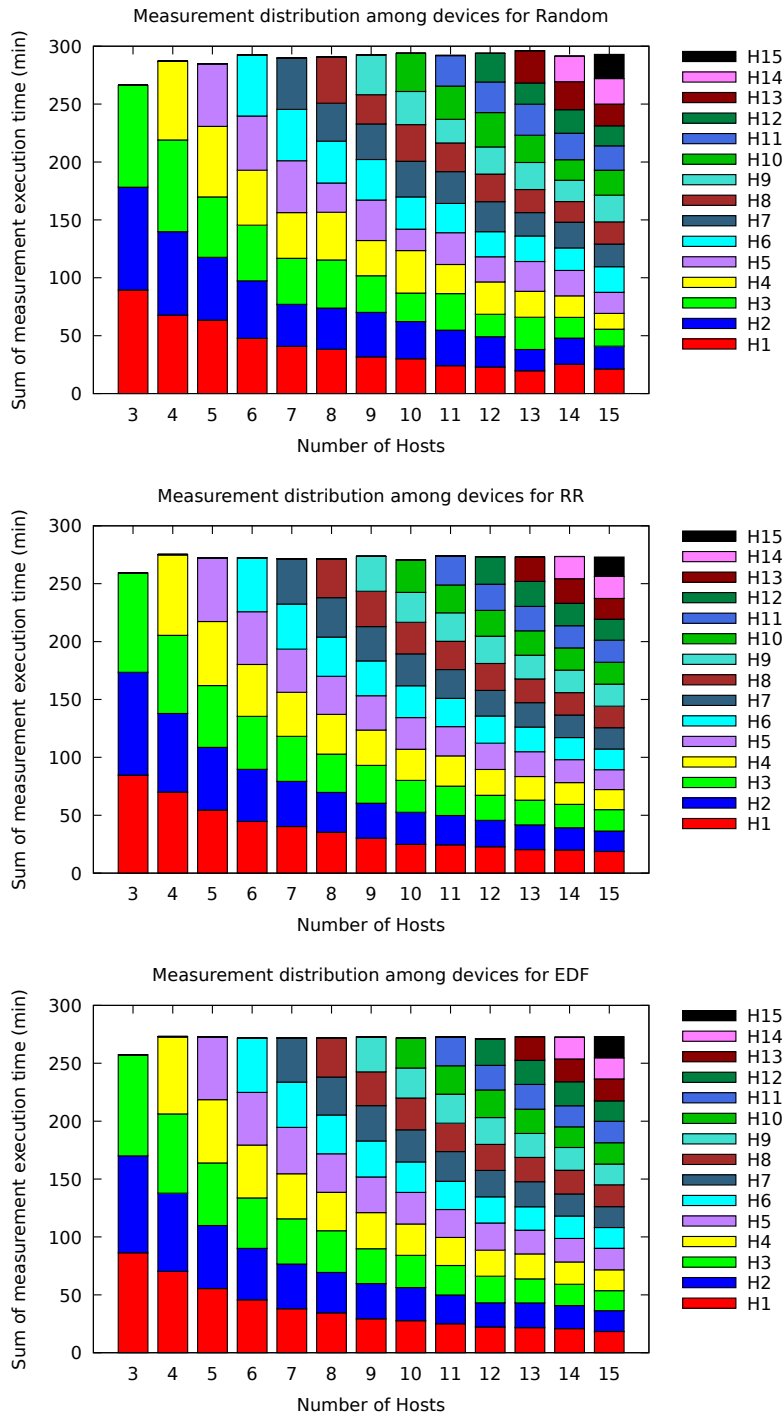 Measurement distribution among devices for Random
Sum of measurement execution time (min)
300
250
200
150
100
50
0
3 4 5 6 7 8 9 10 11 12 13 14 15
Number of Hosts
H15
H14
H13
H12
H11
H10
H9
H8
H7
H6
H5
H4
H3
H2
H1
Measurement distribution among devices for RR
Sum of measurement execution time (min)
300
250
200
150
100
50
0
3 4 5 6 7 8 9 10 11 12 13 14 15
Number of Hosts
H15
H14
H13
H12
H11
H10
H9
H8
H7
H6
H5
H4
H3
H2
H1
Measurement distribution among devices for EDF
Sum of measurement execution time (min)
300
250
200
150
100
50
0
3 4 5 6 7 8 9 10 11 12 13 14 15
Number of Hosts
H15
H14
H13
H12
H11
H10
H9
H8
H7
H6
H5
H4
H3
H2
H1